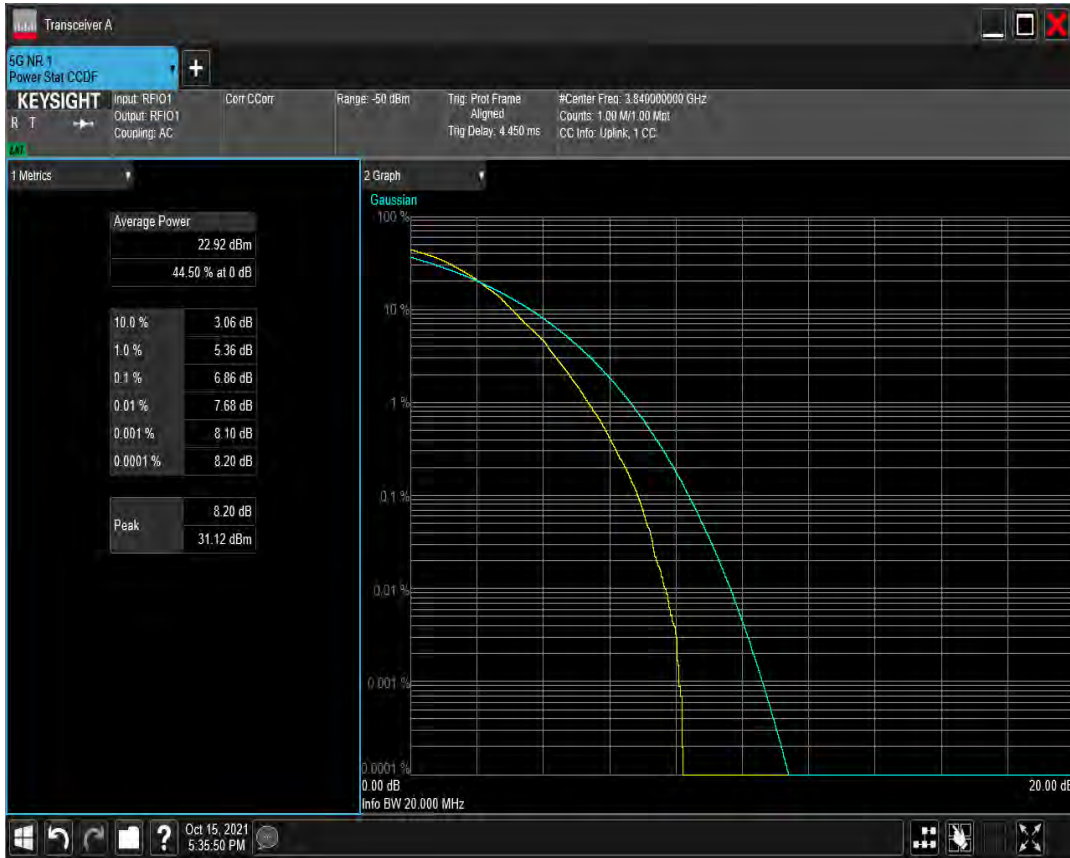 Transceiver A
5G NR 1
Power Stat CCDF
+
KEYSIGHT
R T
LXI
Input: RFIO1
Output: RFIO1
Coupling: AC
Corr CCorr
Range: -50 dBm
Trig: Prot Frame
Aligned
Trig Delay: 4.450 ms
#Center Freq: 3.840000000 GHz
Counts: 1.00 M/1.00 Mpt
CC Info: Uplink, 1 CC
1 Metrics
Average Power
22.92 dBm
44.50 % at 0 dB
10.0 % 3.06 dB
1.0 % 5.36 dB
0.1 % 6.86 dB
0.01 % 7.68 dB
0.001 % 8.10 dB
0.0001 % 8.20 dB
Peak 8.20 dB
31.12 dBm
2 Graph
Gaussian
100 %
10 %
1 %
0.1 %
0.01 %
0.001 %
0.0001 %
0.00 dB 20.00 dB
Info BW 20.000 MHz
? Oct 15, 2021
5:35:50 PM